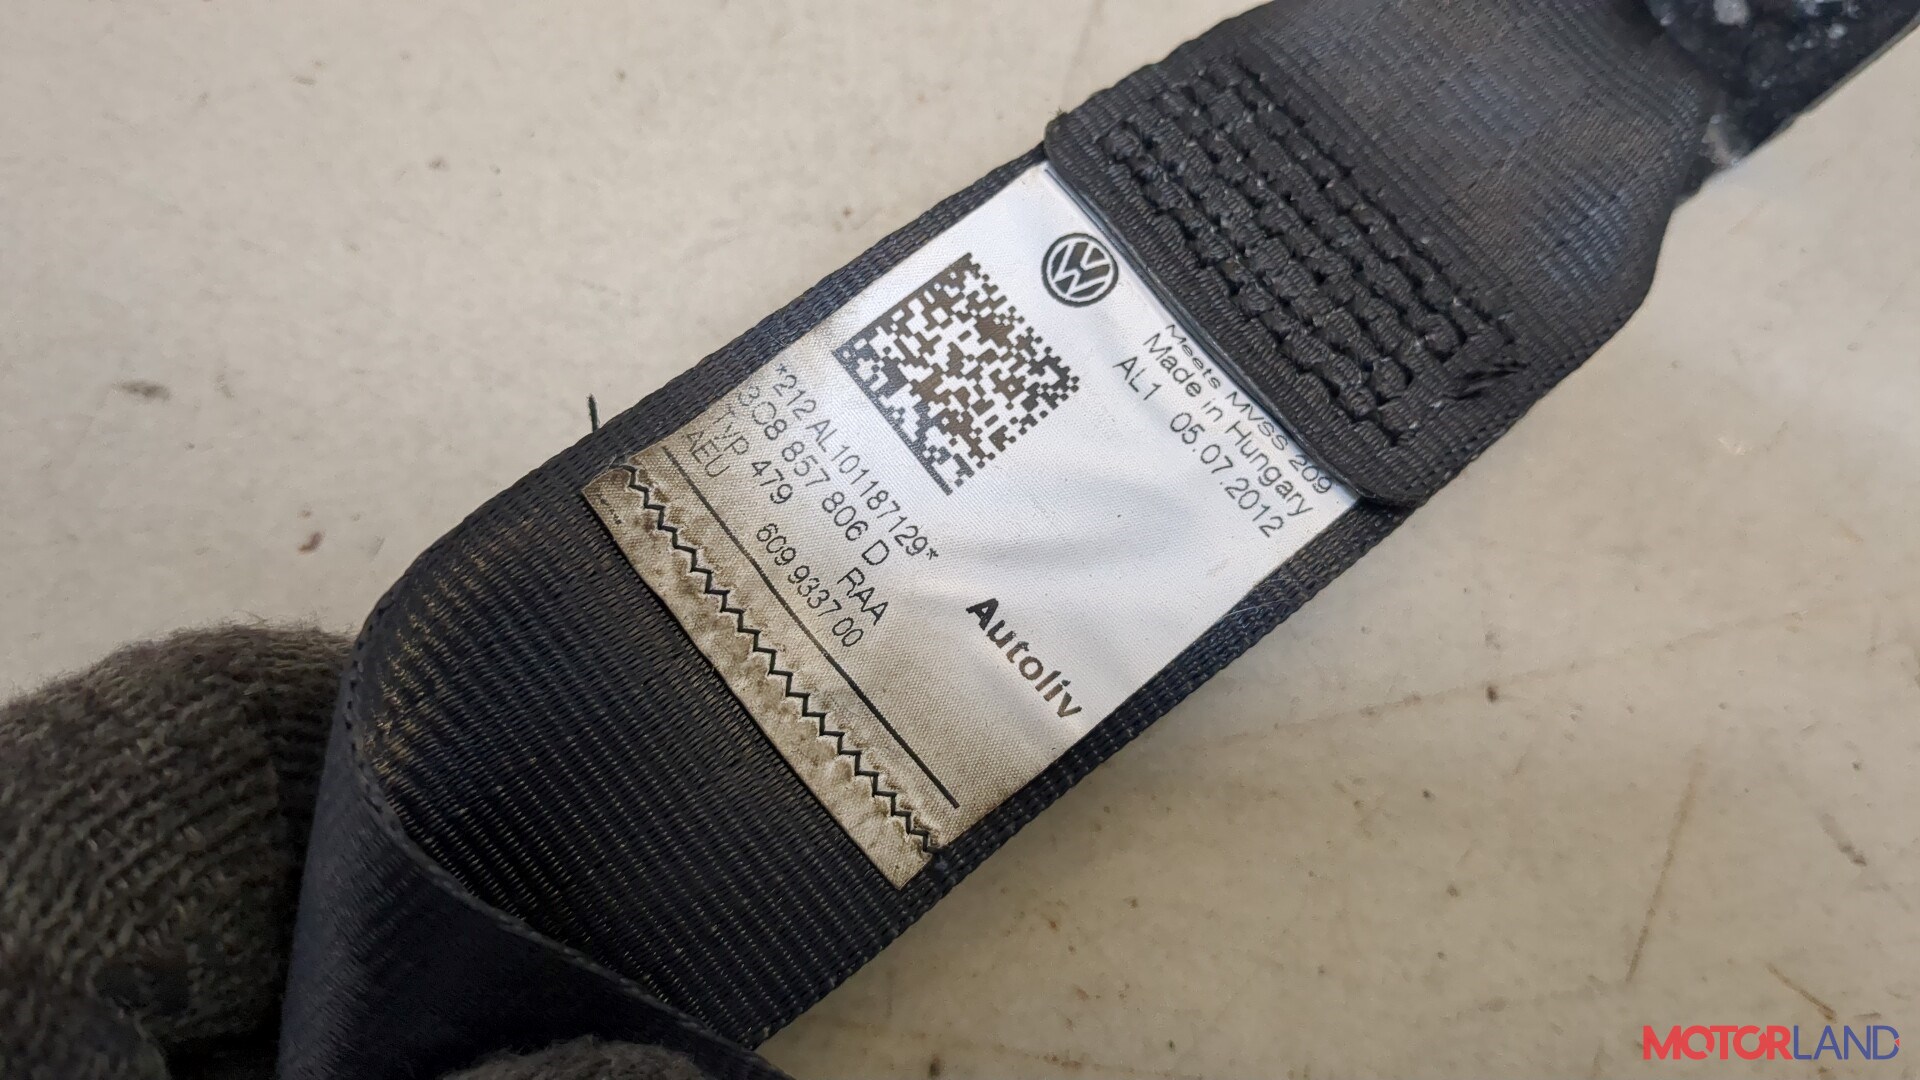 Meets MVSS 209
Made in Hungary
AL1 05.07.2012
*212 AL101187129*
3C8 857 806 D
TYP 479 RAA
AEU 609 9337 00
Autoliv
MOTORLAND